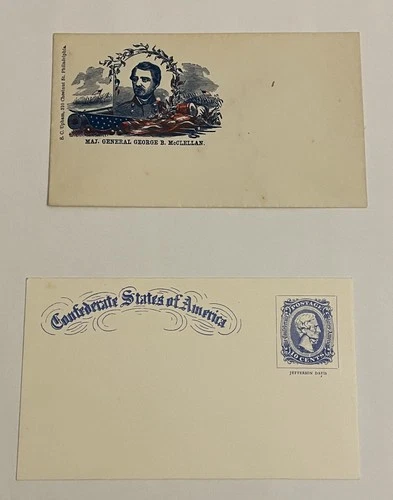 S. C. Upham, 310 Chestnut St. Philadelphia.
MAJ. GENERAL GEORGE B. McCLELLAN.
Confederate States of America
POSTAGE
10 CENTS
JEFFERSON DAVIS